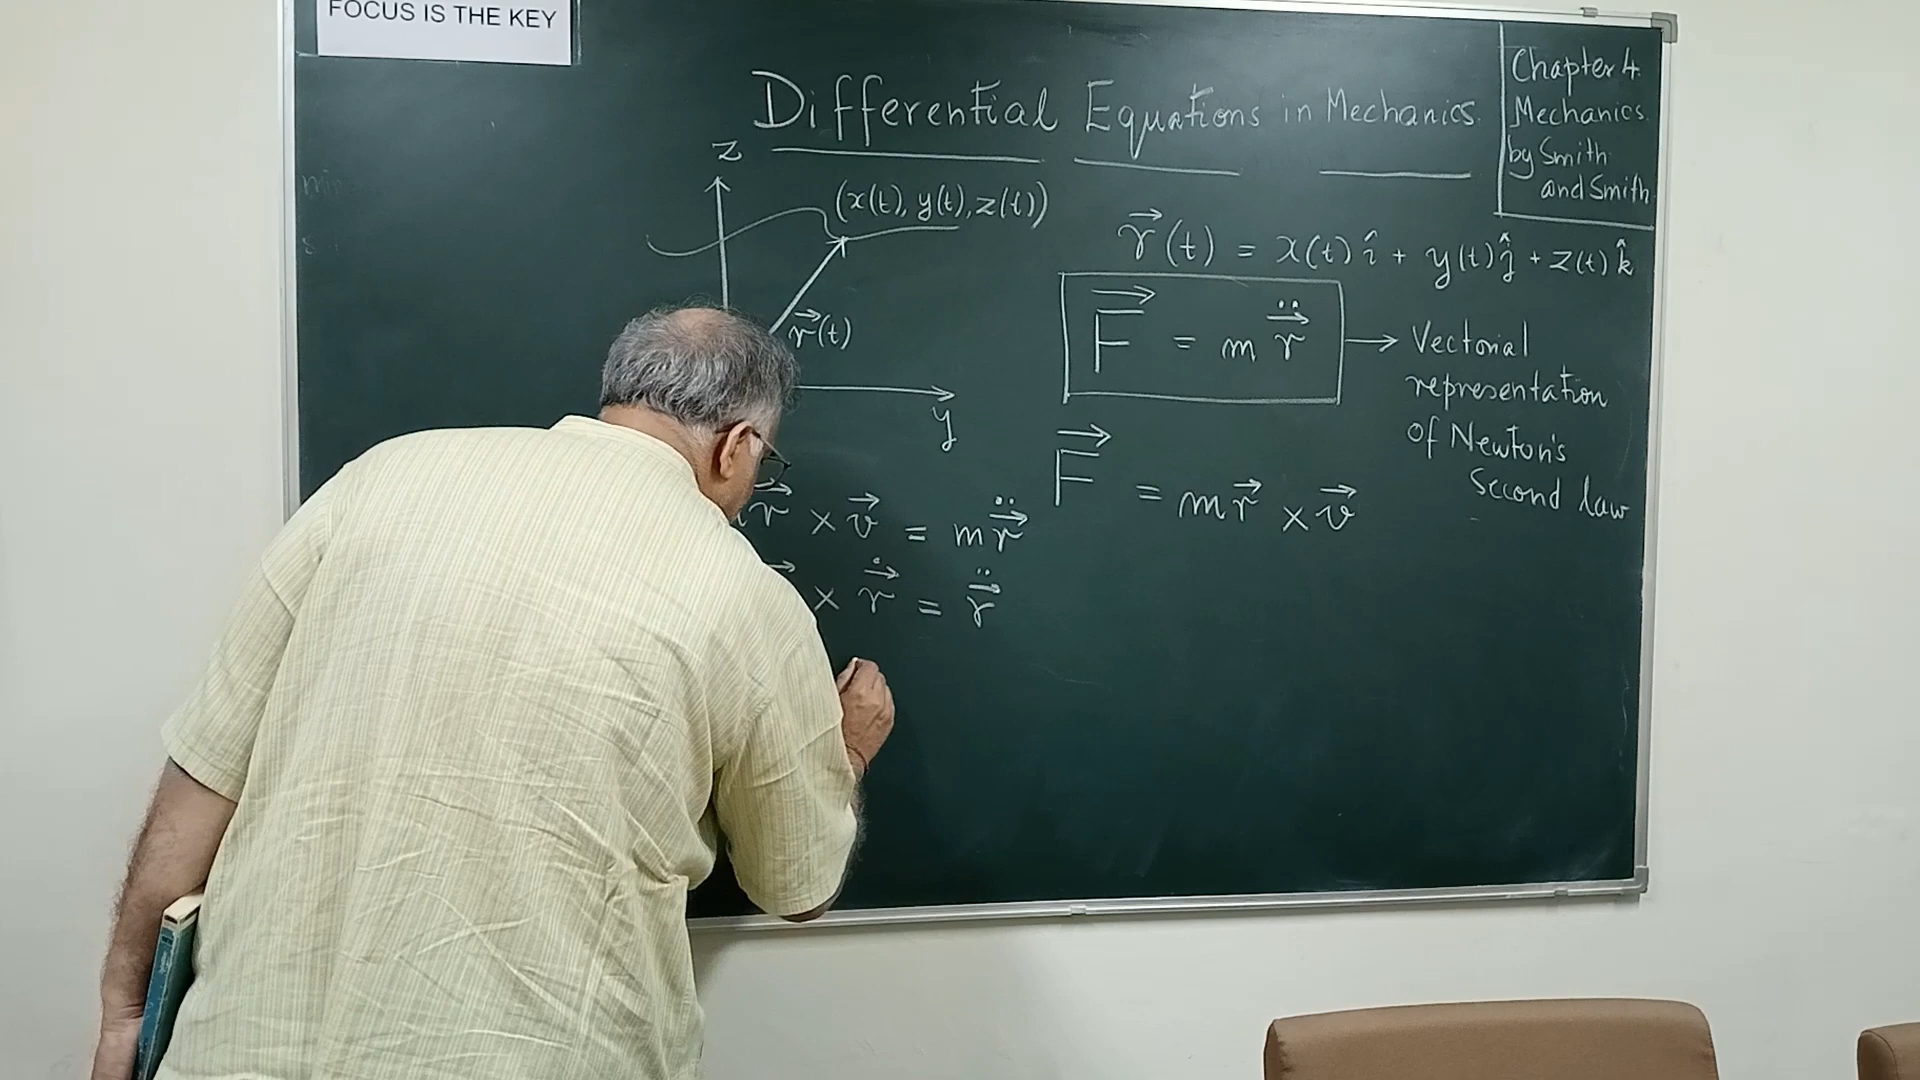 FOCUS IS THE KEY
Differential Equations in Mechanics
Chapter 4
Mechanics
by Smith
and Smith
z
(x(t), y(t), z(t))
r⃗(t)
y
r⃗(t) = x(t) î + y(t) ĵ + z(t) k̂
F⃗ = m r⃗̈ → Vectorial
representation
of Newton's
Second law
F⃗ = m r⃗ × v⃗
r⃗ × v⃗ = m r⃗̈
× r⃗̇ = r⃗̈